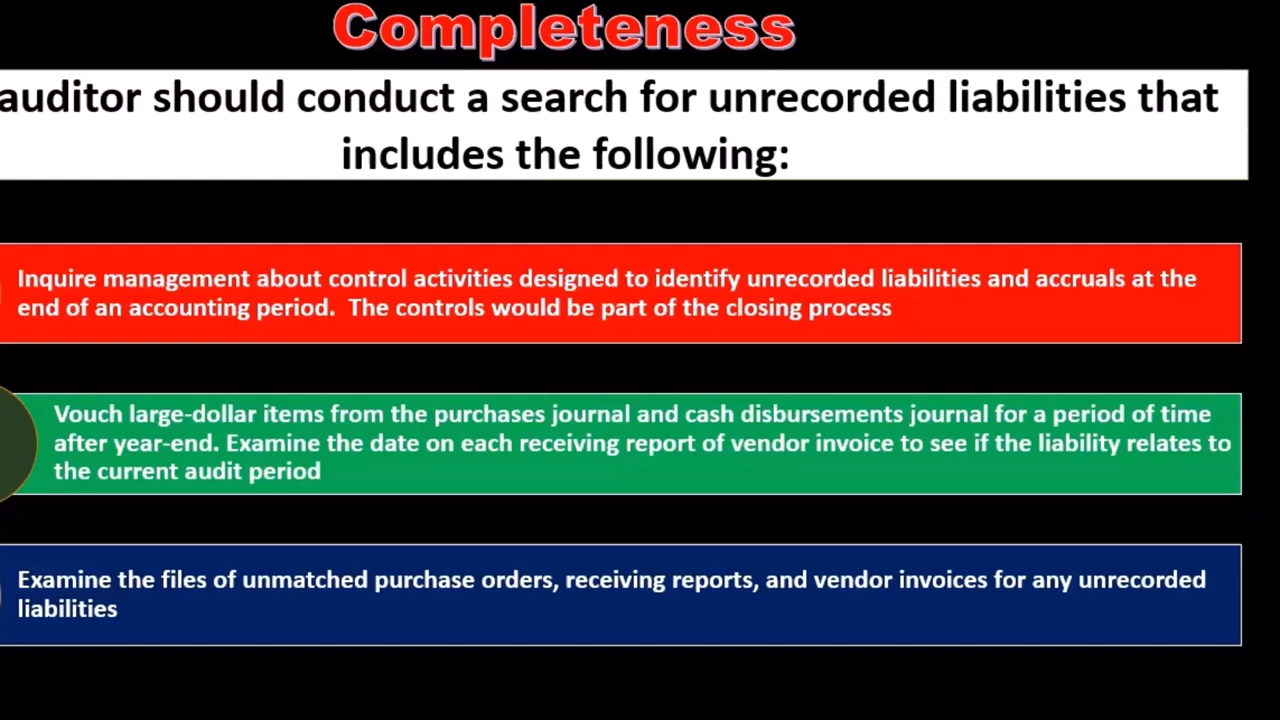 Completeness
auditor should conduct a search for unrecorded liabilities that
includes the following:
Inquire management about control activities designed to identify unrecorded liabilities and accruals at the
end of an accounting period.  The controls would be part of the closing process
Vouch large-dollar items from the purchases journal and cash disbursements journal for a period of time
after year-end. Examine the date on each receiving report of vendor invoice to see if the liability relates to
the current audit period
Examine the files of unmatched purchase orders, receiving reports, and vendor invoices for any unrecorded
liabilities